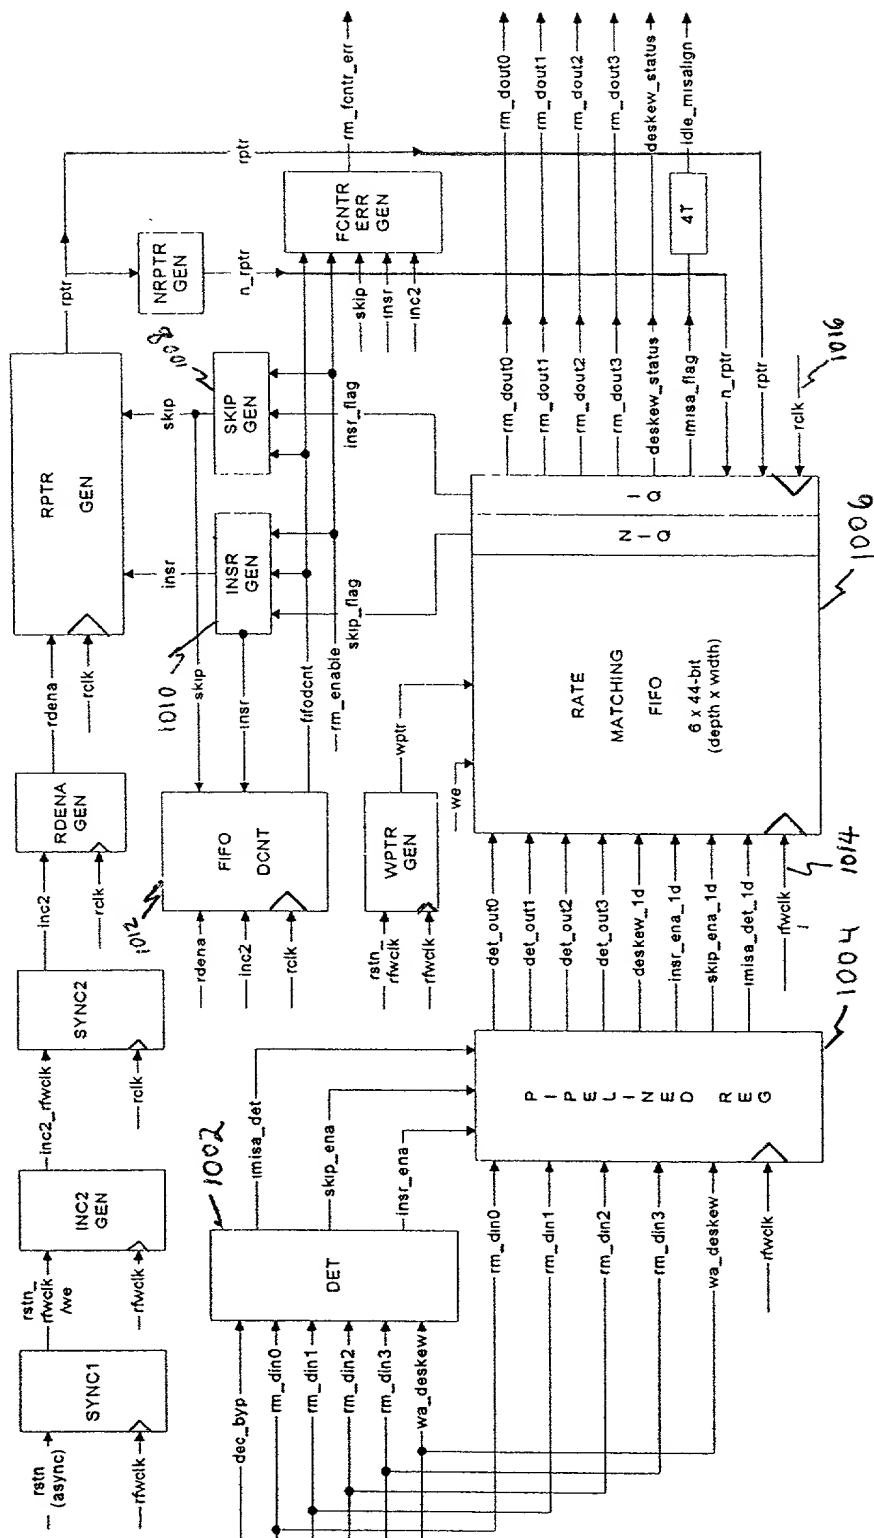 rstn
(async)
rfwclk
SYNC1
rstn_
rfwclk
/we
rfwclk
INC2
GEN
inc2_rfwclk
rclk
SYNC2
inc2
rclk
RDENA
GEN
rdena
rclk
RPTR
GEN
rptr
rptr
NRPTR
GEN
n_rptr
1012
rdena
inc2
rclk
FIFO
DCNT
skip
insr
fifodcnt
rm_enable
1010
INSR
GEN
insr
skip_flag
1008
SKIP
GEN
skip
insr_flag
FCNTR
ERR
GEN
skip
insr
inc2
rm_fcntr_err
rstn_
rfwclk
rfwclk
WPTR
GEN
wptr
we
dec_byp
rm_din0
rm_din1
rm_din2
rm_din3
wa_deskew
DET
1002
imisa_det
skip_ena
insr_ena
rm_din0
rm_din1
rm_din2
rm_din3
wa_deskew
rfwclk
PIPELINED REG
1004
det_out0
det_out1
det_out2
det_out3
deskew_1d
insr_ena_1d
skip_ena_1d
imisa_det_1d
rfwclk
1014
RATE
MATCHING
FIFO
6 x 44-bit
(depth x width)
N-Q
I-Q
1006
rm_dout0
rm_dout1
rm_dout2
rm_dout3
deskew_status
imisa_flag
n_rptr
rptr
rclk
1016
4T
rm_dout0
rm_dout1
rm_dout2
rm_dout3
deskew_status
idle_misalign